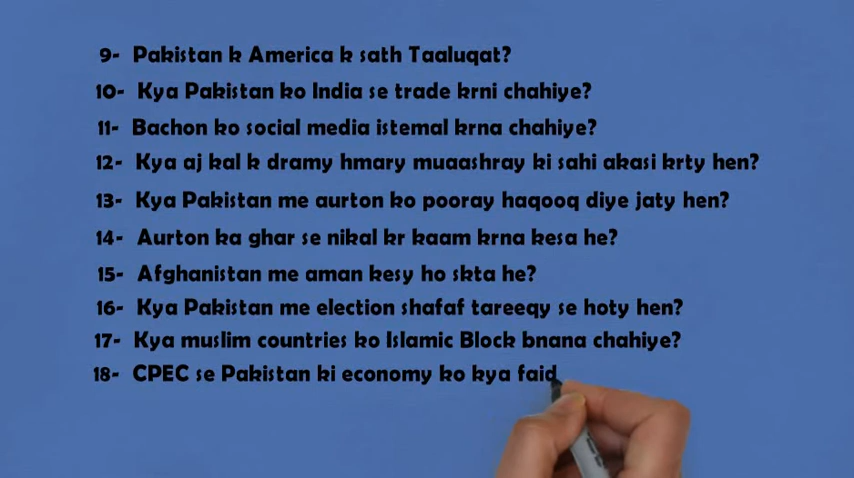 9- Pakistan k America k sath Taaluqat?
10- Kya Pakistan ko India se trade krni chahiye?
11- Bachon ko social media istemal krna chahiye?
12- Kya aj kal k dramy hmary muaashray ki sahi akasi krty hen?
13- Kya Pakistan me aurton ko pooray haqooq diye jaty hen?
14- Aurton ka ghar se nikal kr kaam krna kesa he?
15- Afghanistan me aman kesy ho skta he?
16- Kya Pakistan me election shafaf tareeqy se hoty hen?
17- Kya muslim countries ko Islamic Block bnana chahiye?
18- CPEC se Pakistan ki economy ko kya faid